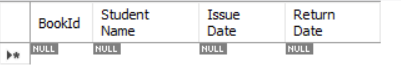 BookId Student Name Issue Date Return Date
NULL NULL NULL NULL